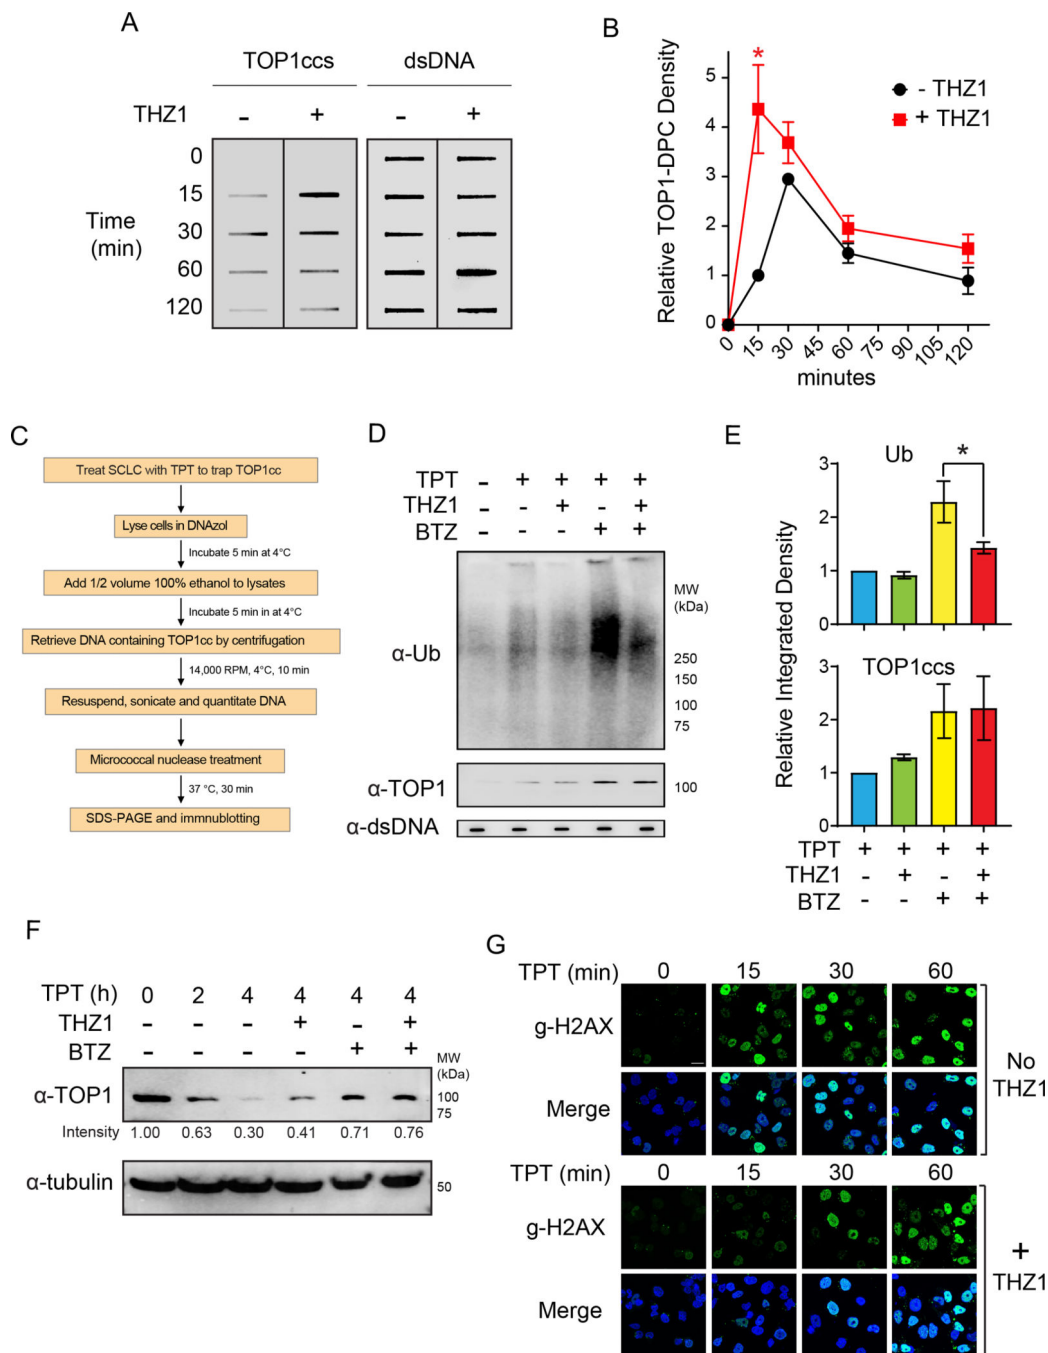 A
TOP1ccs dsDNA
THZ1 - + - +
Time (min)
0
15
30
60
120
B
Relative TOP1-DPC Density
5
4
3
2
1
0
*
- THZ1
+ THZ1
0 15 30 45 60 75 90 105 120
minutes
C
Treat SCLC with TPT to trap TOP1cc
Lyse cells in DNAzol
Incubate 5 min at 4°C
Add 1/2 volume 100% ethanol to lysates
Incubate 5 min in at 4°C
Retrieve DNA containing TOP1cc by centrifugation
14,000 RPM, 4°C, 10 min
Resuspend, sonicate and quantitate DNA
Micrococcal nuclease treatment
37 °C, 30 min
SDS-PAGE and immnublotting
D
TPT - + + + +
THZ1 - - + - +
BTZ - - - + +
MW
(kDa)
α-Ub
250
150
100
75
α-TOP1
100
α-dsDNA
E
Relative Integrated Density
Ub
*
3
2
1
0
TOP1ccs
3
2
1
0
TPT + + + +
THZ1 - + - +
BTZ - - + +
F
TPT (h) 0 2 4 4 4 4
THZ1 - - - + - +
BTZ - - - - + +
MW
(kDa)
α-TOP1
100
75
Intensity 1.00 0.63 0.30 0.41 0.71 0.76
α-tubulin
50
G
TPT (min) 0 15 30 60
g-H2AX
Merge
No
THZ1
TPT (min) 0 15 30 60
g-H2AX
Merge
+
THZ1